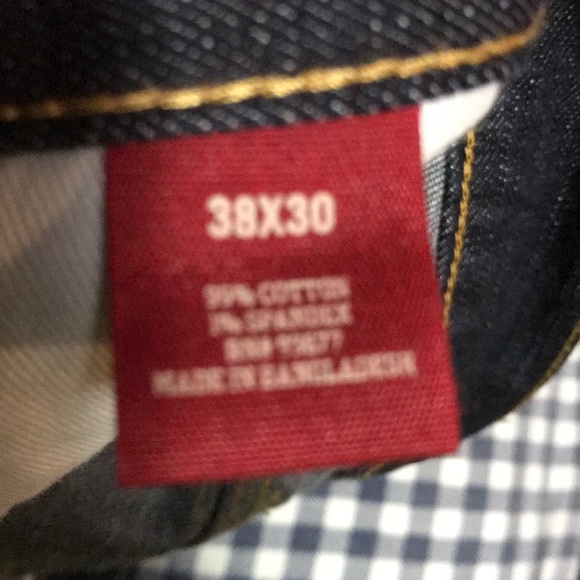 38X30
99% COTTON
1% SPANDEX
MADE IN BANGLADESH